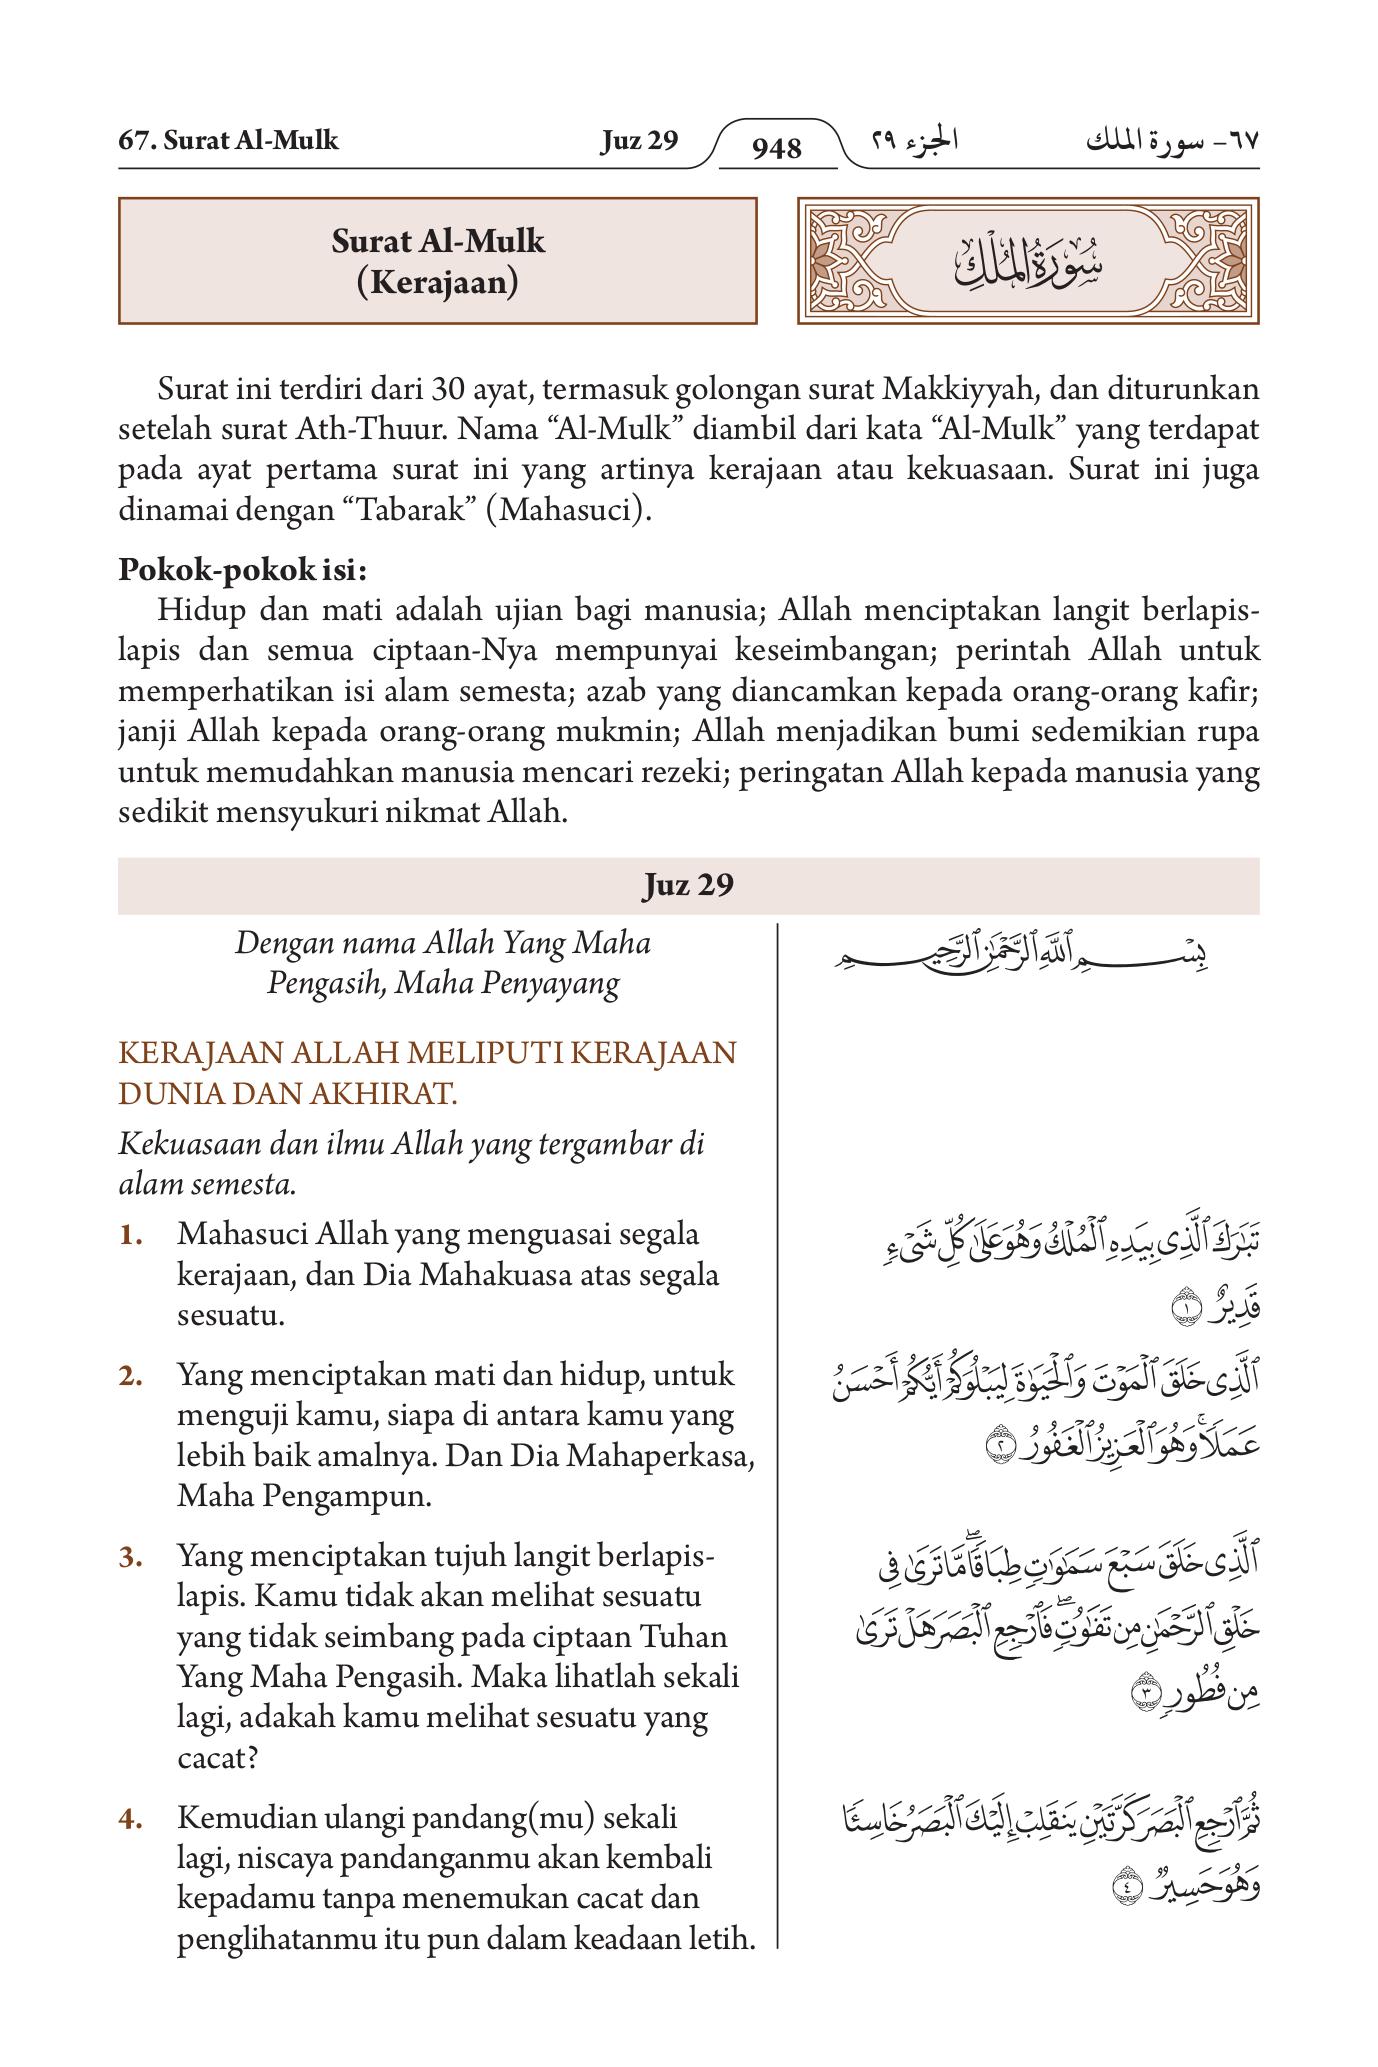 67. Surat Al-Mulk Juz 29 948 الجزء ٢٩ ٦٧- سورة الملك
Surat Al-Mulk
(Kerajaan)
سُورَةُ المُلْكِ
Surat ini terdiri dari 30 ayat, termasuk golongan surat Makkiyyah, dan diturunkan
setelah surat Ath-Thuur. Nama “Al-Mulk” diambil dari kata “Al-Mulk” yang terdapat
pada ayat pertama surat ini yang artinya kerajaan atau kekuasaan. Surat ini juga
dinamai dengan “Tabarak” (Mahasuci).
Pokok-pokok isi:
Hidup dan mati adalah ujian bagi manusia; Allah menciptakan langit berlapis-
lapis dan semua ciptaan-Nya mempunyai keseimbangan; perintah Allah untuk
memperhatikan isi alam semesta; azab yang diancamkan kepada orang-orang kafir;
janji Allah kepada orang-orang mukmin; Allah menjadikan bumi sedemikian rupa
untuk memudahkan manusia mencari rezeki; peringatan Allah kepada manusia yang
sedikit mensyukuri nikmat Allah.
Juz 29
Dengan nama Allah Yang Maha
Pengasih, Maha Penyayang
بِسْمِ ٱللَّهِ ٱلرَّحْمَٰنِ ٱلرَّحِيمِ
KERAJAAN ALLAH MELIPUTI KERAJAAN
DUNIA DAN AKHIRAT.
Kekuasaan dan ilmu Allah yang tergambar di
alam semesta.
1. Mahasuci Allah yang menguasai segala
kerajaan, dan Dia Mahakuasa atas segala
sesuatu.
تَبَٰرَكَ ٱلَّذِى بِيَدِهِ ٱلْمُلْكُ وَهُوَ عَلَىٰ كُلِّ شَىْءٍ
قَدِيرٌ ١
2. Yang menciptakan mati dan hidup, untuk
menguji kamu, siapa di antara kamu yang
lebih baik amalnya. Dan Dia Mahaperkasa,
Maha Pengampun.
ٱلَّذِى خَلَقَ ٱلْمَوْتَ وَٱلْحَيَوٰةَ لِيَبْلُوَكُمْ أَيُّكُمْ أَحْسَنُ
عَمَلًا ۚ وَهُوَ ٱلْعَزِيزُ ٱلْغَفُورُ ٢
3. Yang menciptakan tujuh langit berlapis-
lapis. Kamu tidak akan melihat sesuatu
yang tidak seimbang pada ciptaan Tuhan
Yang Maha Pengasih. Maka lihatlah sekali
lagi, adakah kamu melihat sesuatu yang
cacat?
ٱلَّذِى خَلَقَ سَبْعَ سَمَٰوَٰتٍ طِبَاقًا ۖ مَّا تَرَىٰ فِى
خَلْقِ ٱلرَّحْمَٰنِ مِن تَفَٰوُتٍ ۖ فَٱرْجِعِ ٱلْبَصَرَ هَلْ تَرَىٰ
مِن فُطُورٍ ٣
4. Kemudian ulangi pandang(mu) sekali
lagi, niscaya pandanganmu akan kembali
kepadamu tanpa menemukan cacat dan
penglihatanmu itu pun dalam keadaan letih.
ثُمَّ ٱرْجِعِ ٱلْبَصَرَ كَرَّتَيْنِ يَنقَلِبْ إِلَيْكَ ٱلْبَصَرُ خَاسِئًا
وَهُوَ حَسِيرٌ ٤